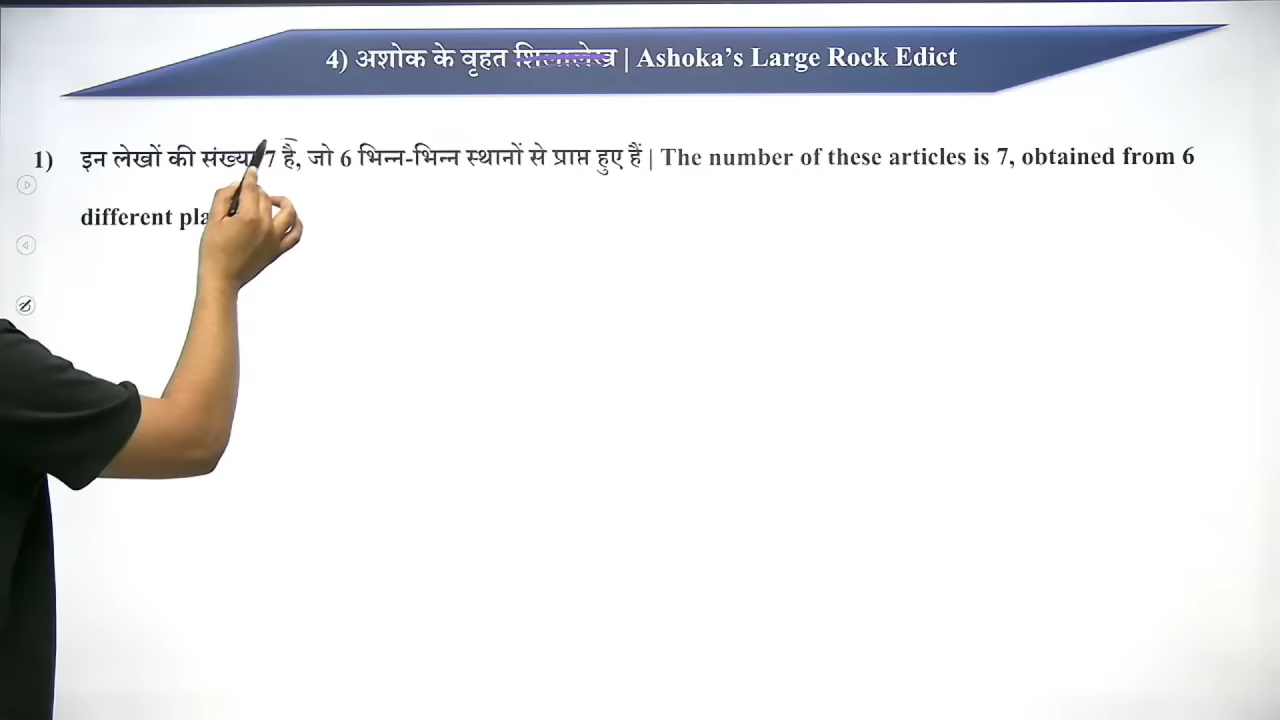 4) अशोक के वृहत शिलालेख | Ashoka's Large Rock Edict
1) इन लेखों की संख्या 7 है, जो 6 भिन्न-भिन्न स्थानों से प्राप्त हुए हैं | The number of these articles is 7, obtained from 6
different